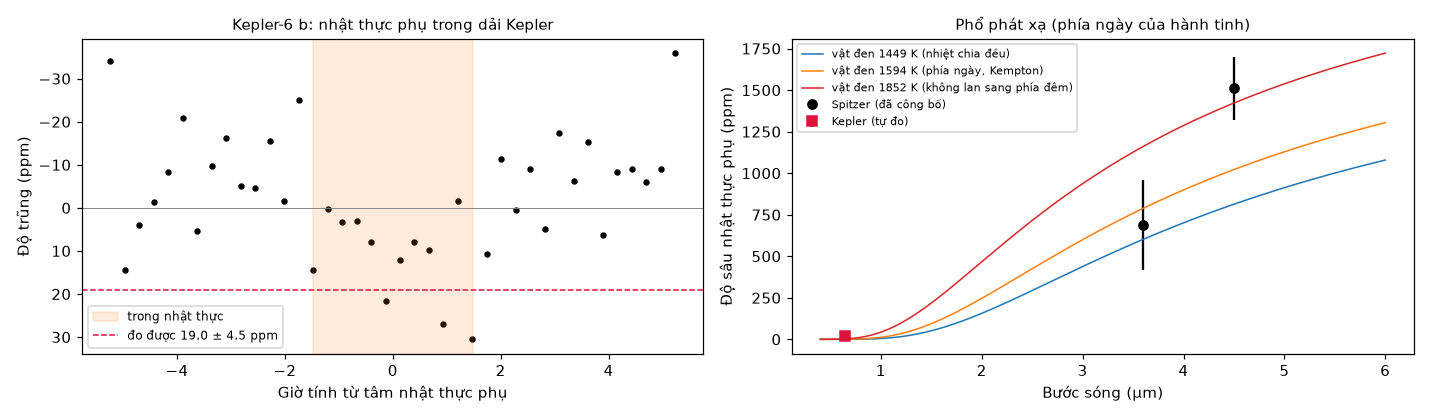 Kepler-6 b: nhật thực phụ trong dải Kepler
Độ trũng (ppm)
−30
−20
−10
0
10
20
30
trong nhật thực
đo được 19.0 ± 4.5 ppm
−4
−2
0
2
4
Giờ tính từ tâm nhật thực phụ
Phổ phát xạ (phía ngày của hành tinh)
Độ sâu nhật thực phụ (ppm)
1750
1500
1250
1000
750
500
250
0
vật đen 1449 K (nhiệt chia đều)
vật đen 1594 K (phía ngày, Kempton)
vật đen 1852 K (không lan sang phía đêm)
Spitzer (đã công bố)
Kepler (tự đo)
1
2
3
4
5
6
Bước sóng (µm)